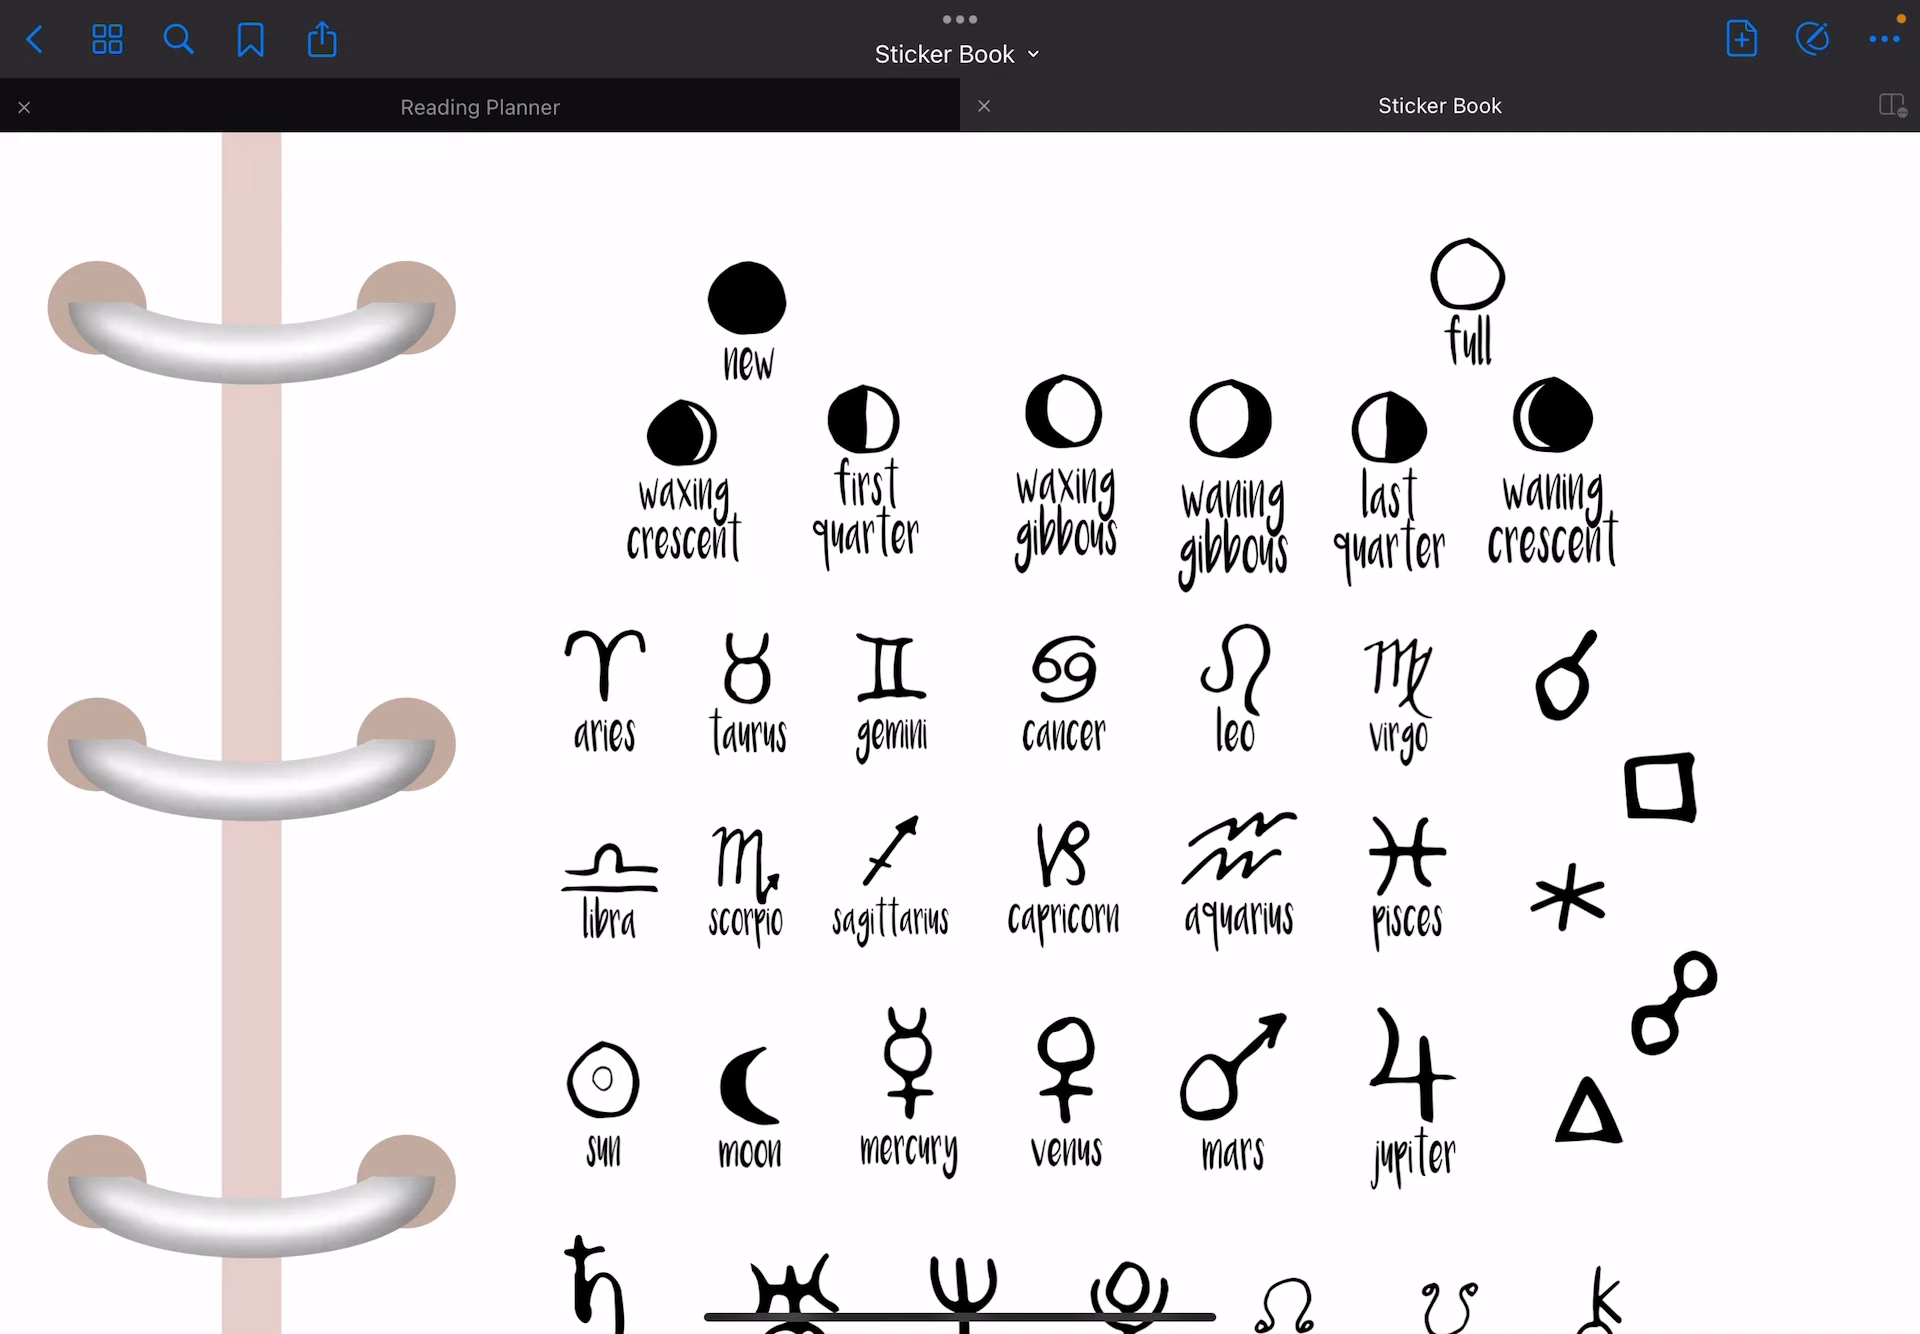 Sticker Book
Reading Planner
Sticker Book
new
full
waxing
crescent
first
quarter
waxing
gibbous
waning
gibbous
last
quarter
waning
crescent
aries
taurus
gemini
cancer
leo
virgo
libra
scorpio
sagittarius
capricorn
aquarius
pisces
sun
moon
mercury
venus
mars
jupiter